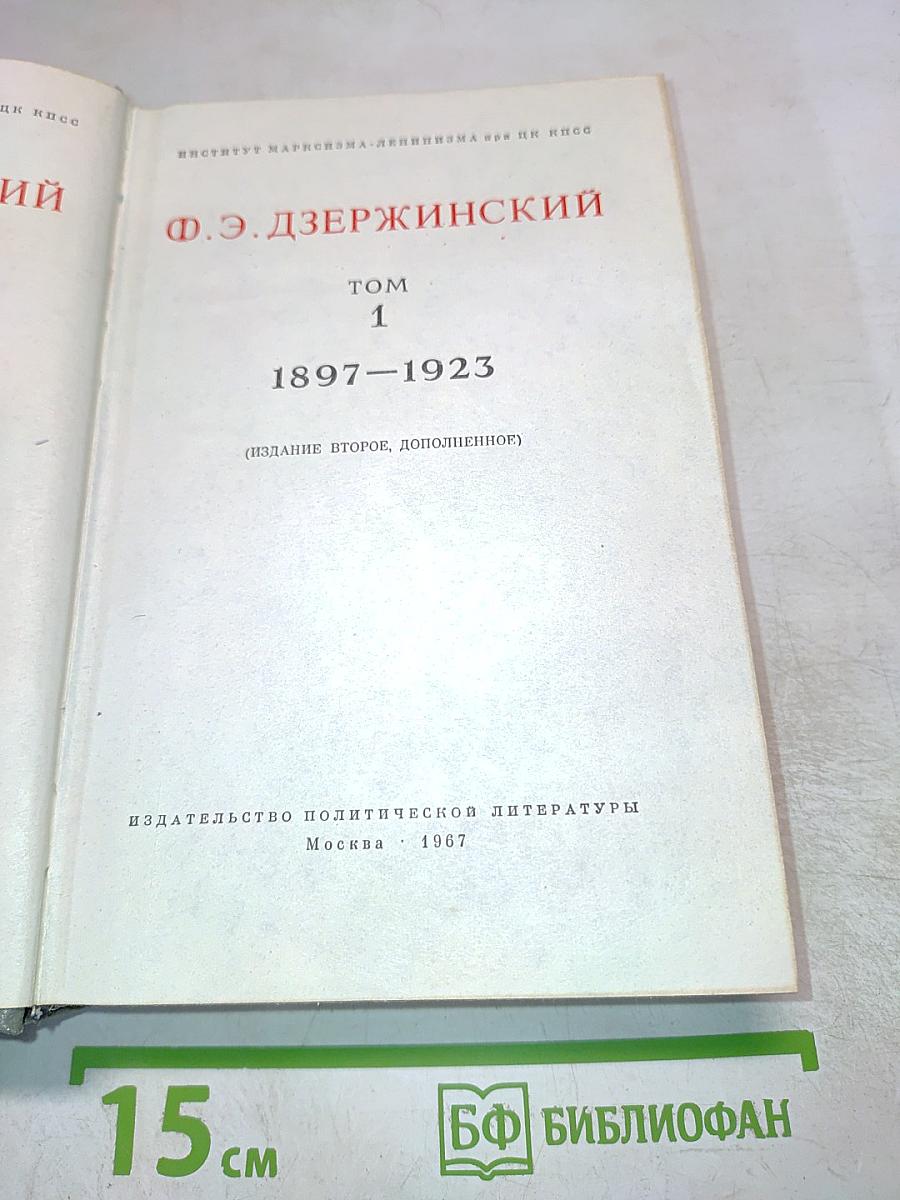 ЦК КПСС
ИЙ
ИНСТИТУТ МАРКСИЗМА-ЛЕНИНИЗМА при ЦК КПСС
Ф. Э. ДЗЕРЖИНСКИЙ
ТОМ
1
1897—1923
(ИЗДАНИЕ ВТОРОЕ, ДОПОЛНЕННОЕ)
ИЗДАТЕЛЬСТВО ПОЛИТИЧЕСКОЙ ЛИТЕРАТУРЫ
Москва · 1967
15 см
БФ БИБЛИОФАН